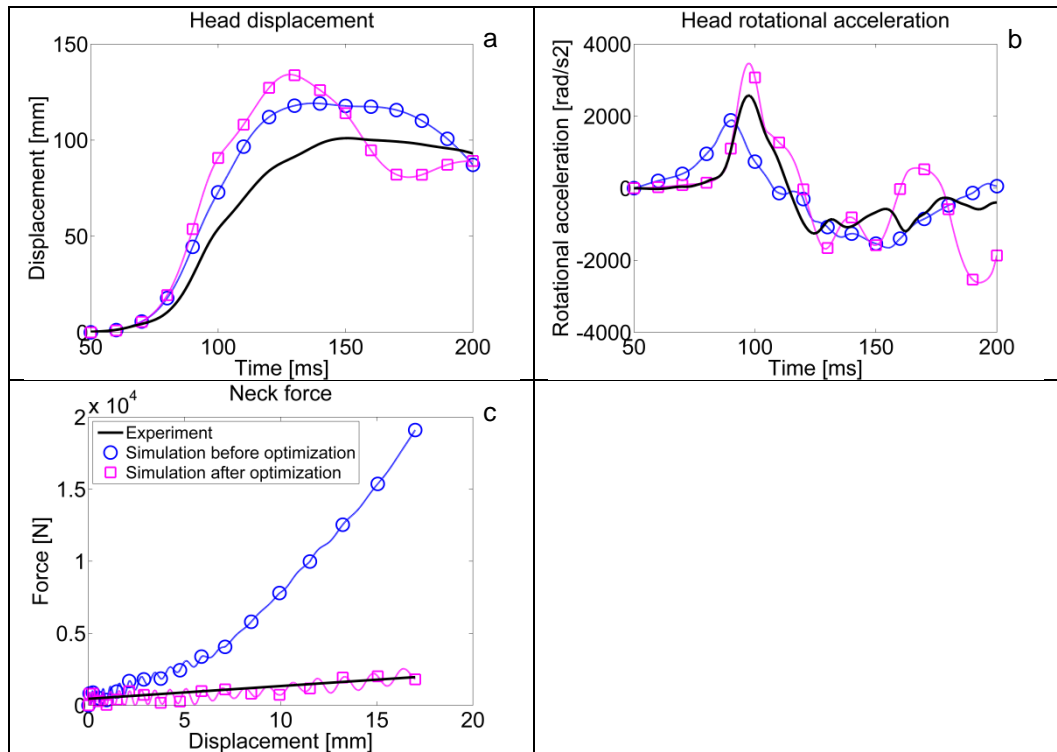 Head displacement
a
150
100
50
0
Displacement [mm]
50
100
150
200
Time [ms]
Head rotational acceleration
b
4000
2000
0
-2000
-4000
Rotational acceleration [rad/s2]
50
100
150
200
Time [ms]
Neck force
c
x 10^4
2
1.5
1
0.5
0
Force [N]
Experiment
Simulation before optimization
Simulation after optimization
0
5
10
15
20
Displacement [mm]